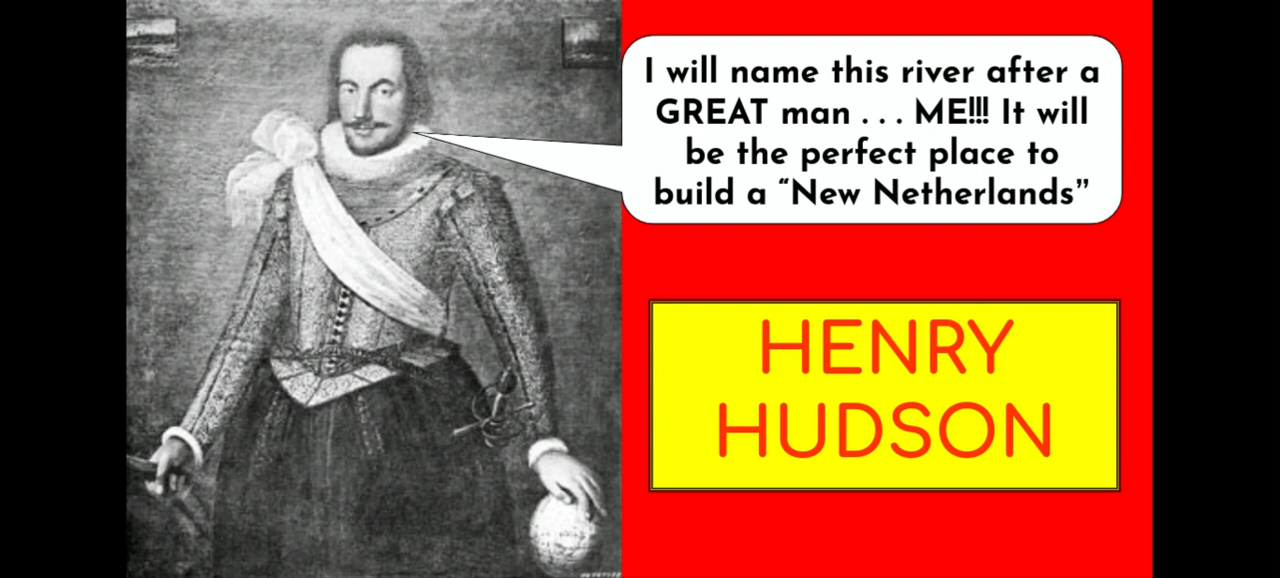 I will name this river after a
GREAT man . . . ME!!! It will
be the perfect place to
build a “New Netherlands”
HENRY
HUDSON